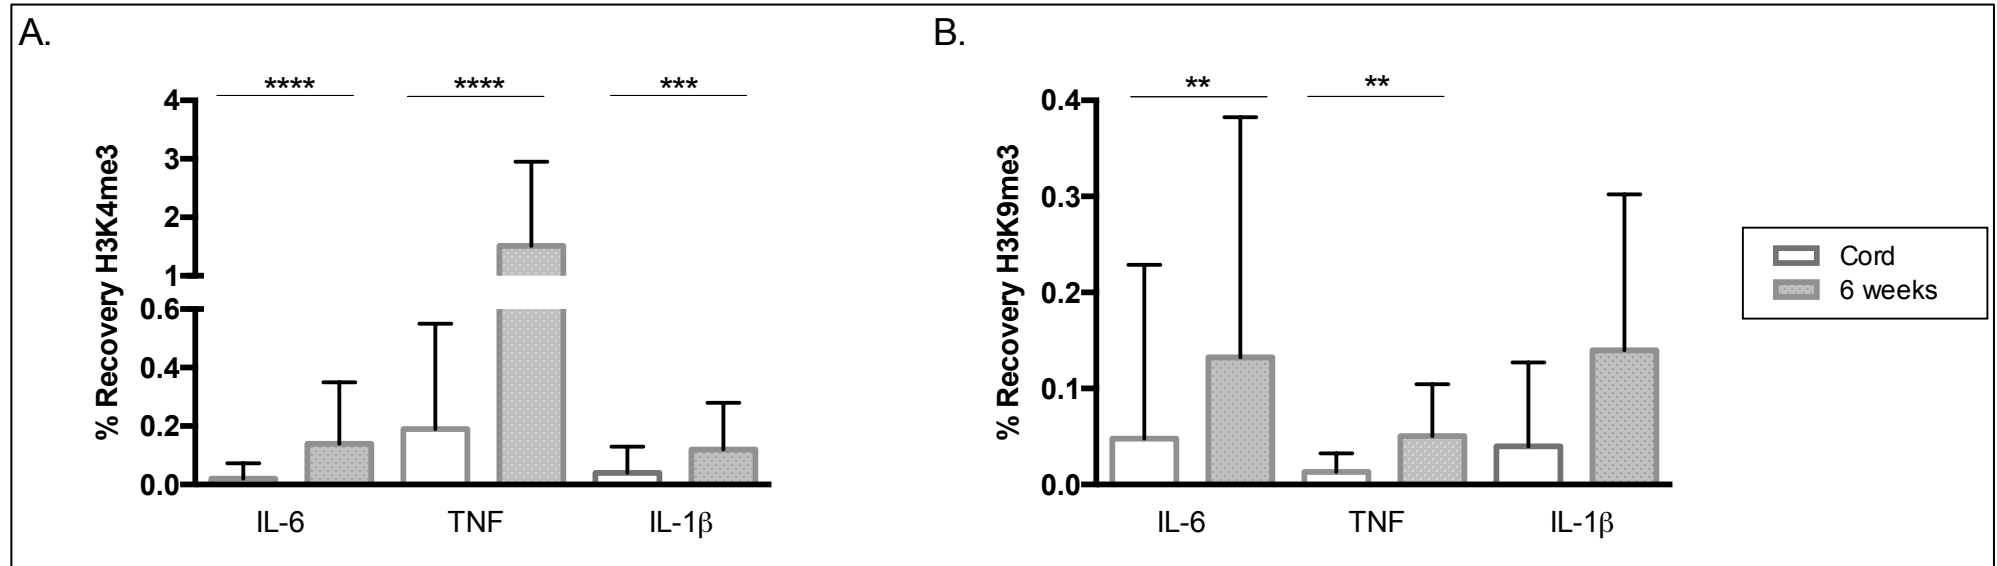 A.
**** **** ***
% Recovery H3K4me3
4
3
2
1
0.6
0.4
0.2
0.0
IL-6 TNF IL-1β
B.
** **
% Recovery H3K9me3
0.4
0.3
0.2
0.1
0.0
IL-6 TNF IL-1β
Cord
6 weeks